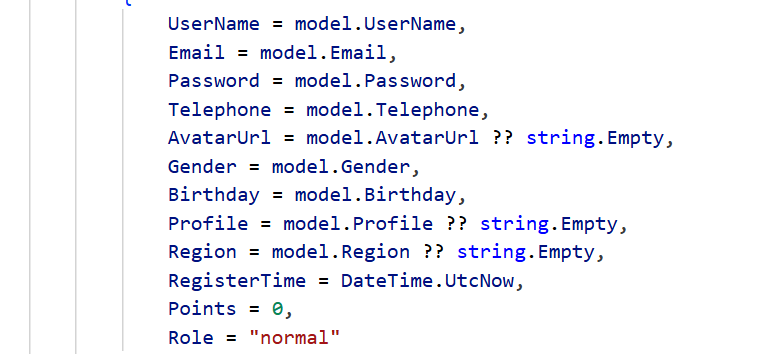 {
UserName = model.UserName,
Email = model.Email,
Password = model.Password,
Telephone = model.Telephone,
AvatarUrl = model.AvatarUrl ?? string.Empty,
Gender = model.Gender,
Birthday = model.Birthday,
Profile = model.Profile ?? string.Empty,
Region = model.Region ?? string.Empty,
RegisterTime = DateTime.UtcNow,
Points = 0,
Role = "normal"